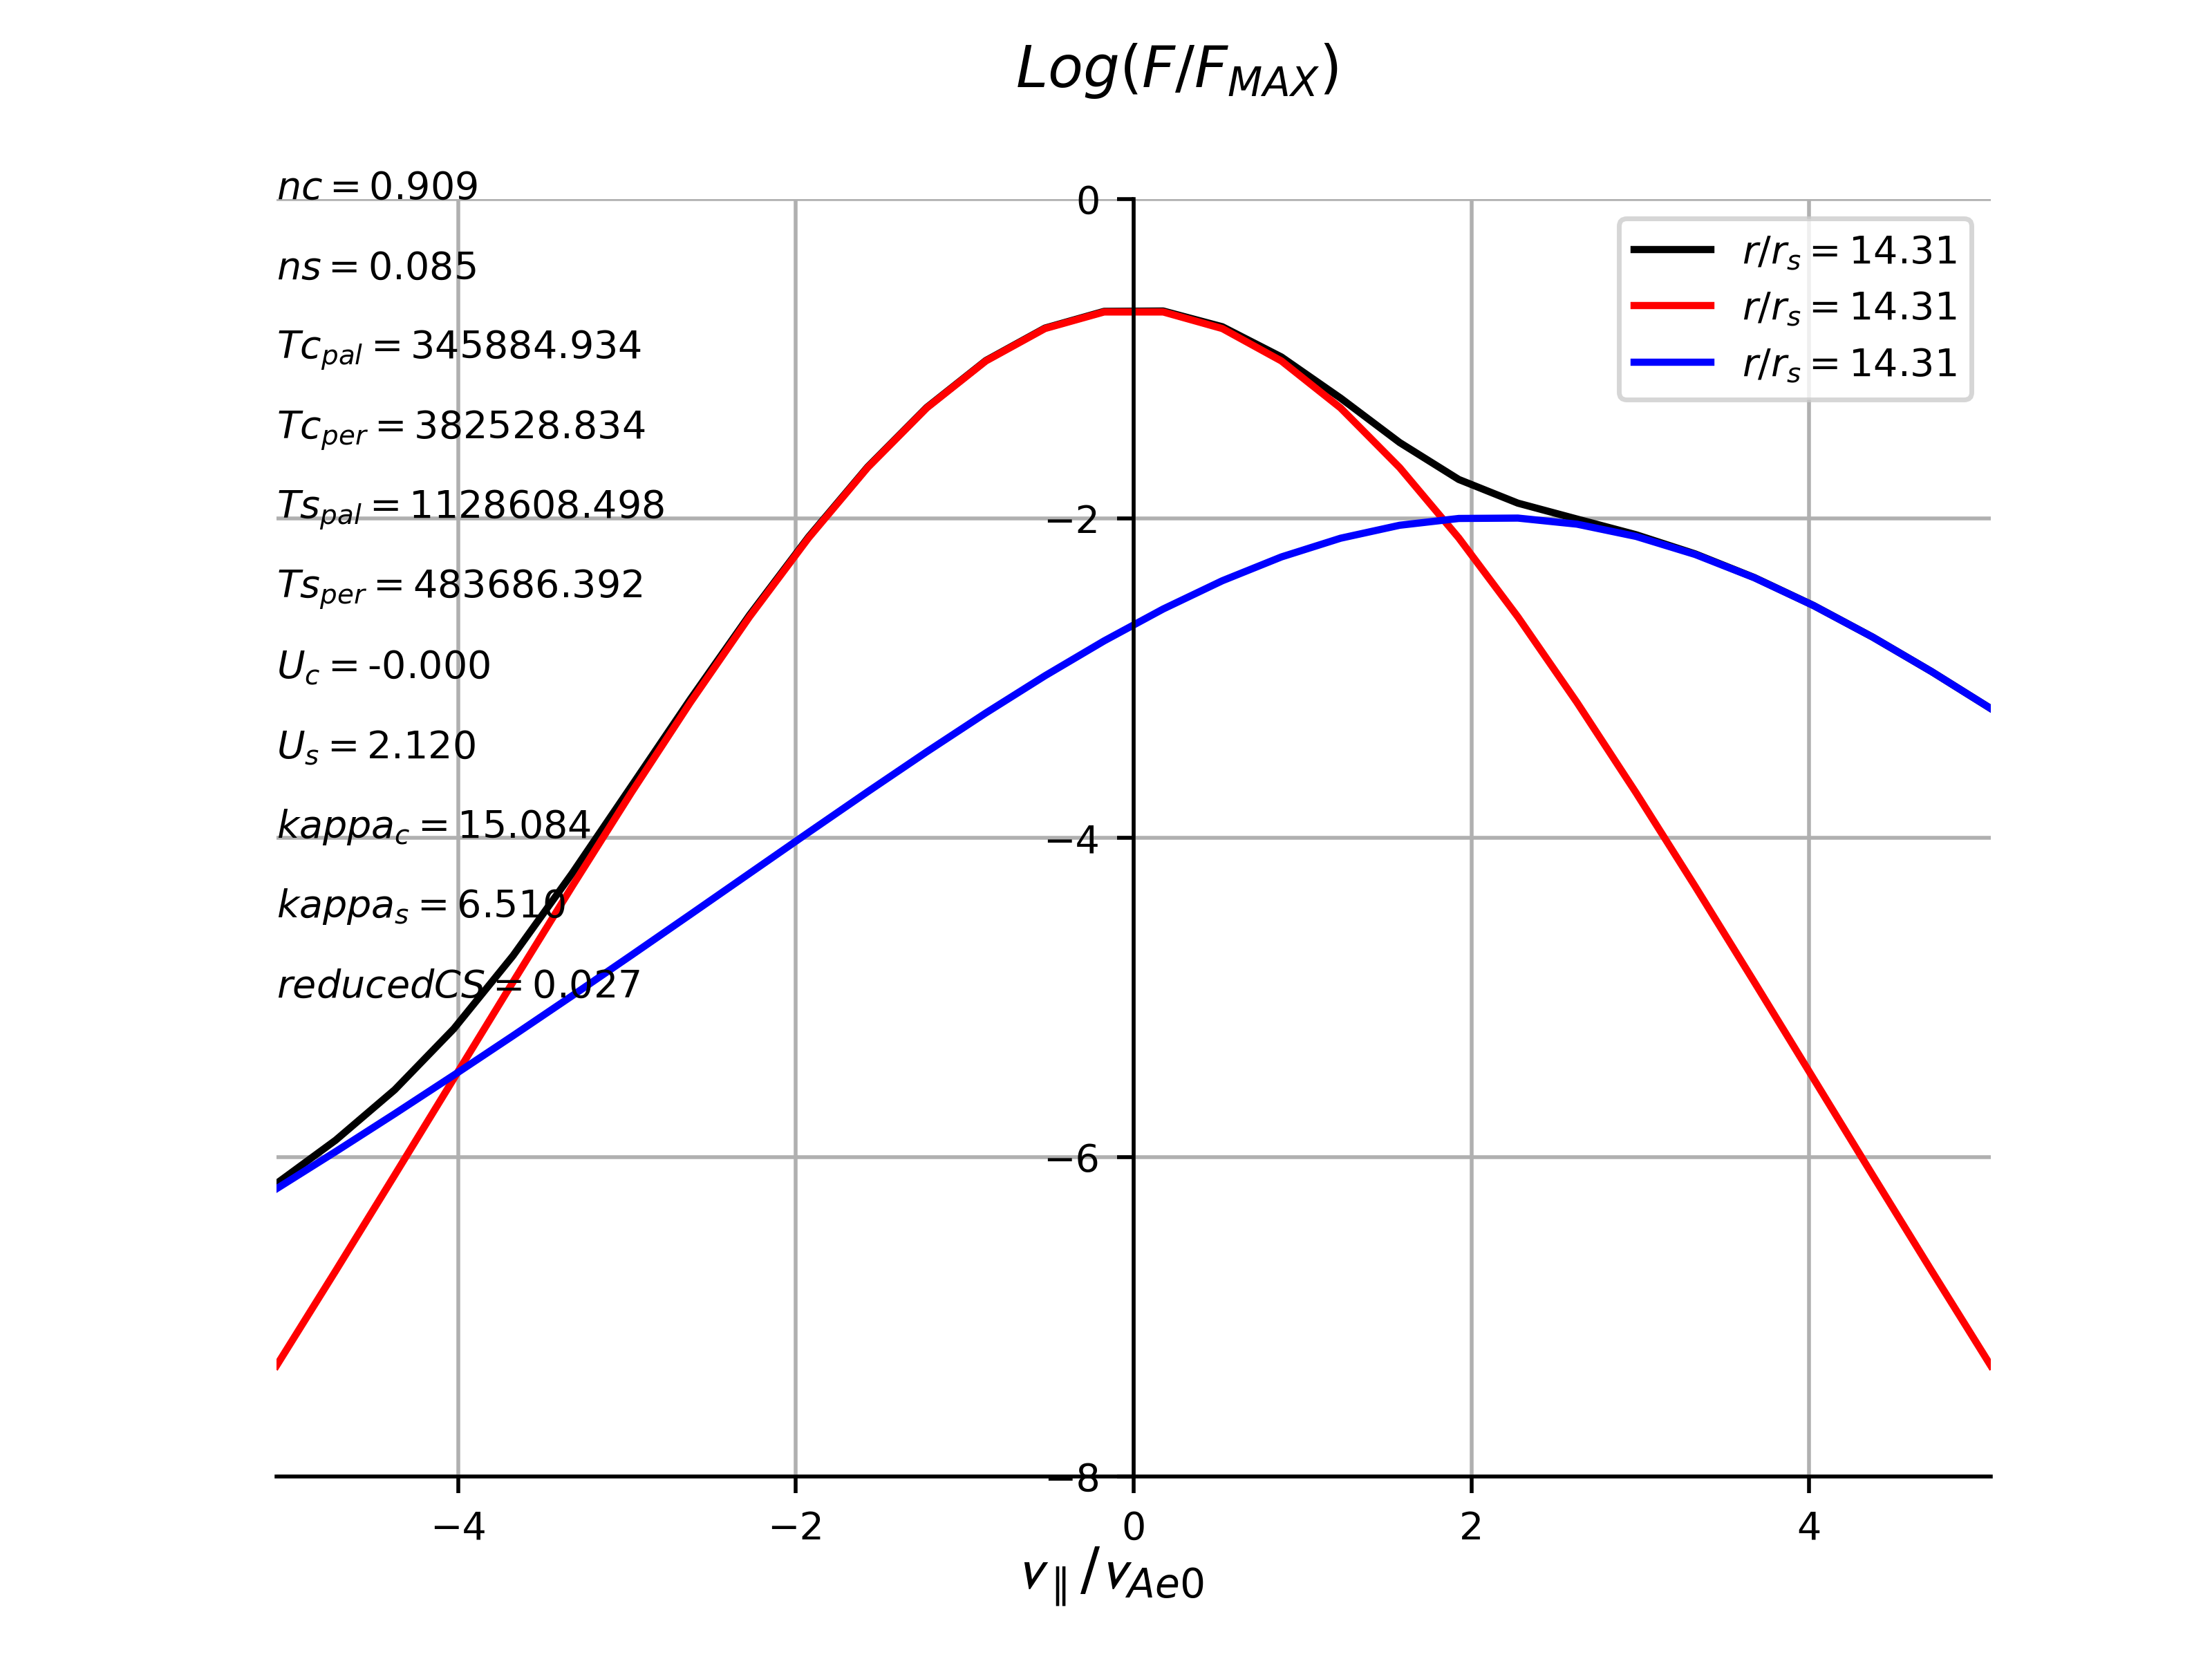 Log(F/F_MAX)
nc = 0.909
ns = 0.085
Tc_pal = 345884.934
Tc_per = 382528.834
Ts_pal = 1128608.498
Ts_per = 483686.392
U_c = -0.000
U_s = 2.120
kappa_c = 15.084
kappa_s = 6.510
reducedCS = 0.027
r/r_s = 14.31
r/r_s = 14.31
r/r_s = 14.31
0
−2
−4
−6
−8
−4 −2 0 2 4
v_∥/v_Ae0